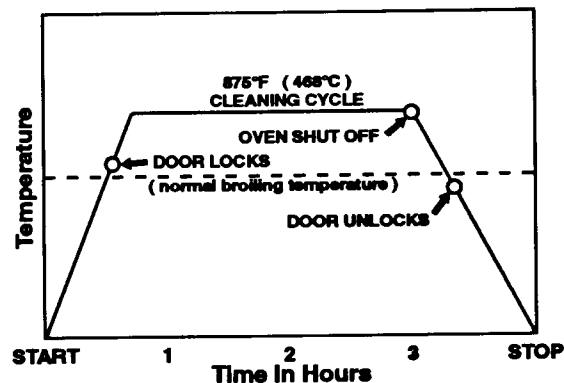 875°F (468°C)
CLEANING CYCLE
OVEN SHUT OFF
DOOR LOCKS
(normal broiling temperature)
DOOR UNLOCKS
Temperature
START 1 2 3 STOP
Time In Hours